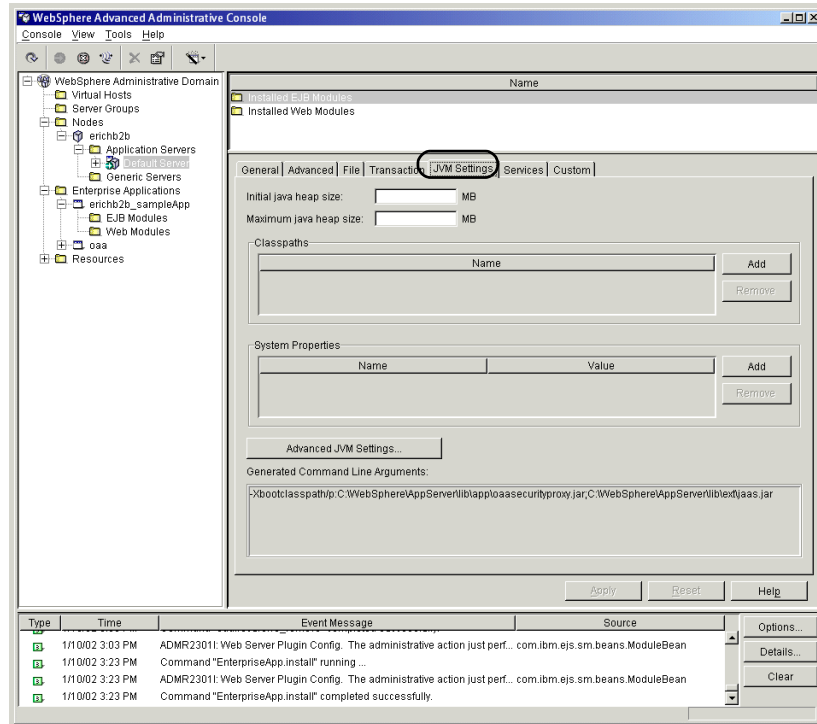 WebSphere Advanced Administrative Console
Console View Tools Help
WebSphere Administrative Domain
Virtual Hosts
Server Groups
Nodes
erichb2b
Application Servers
Default Server
Generic Servers
Enterprise Applications
erichb2b_sampleApp
EJB Modules
Web Modules
oaa
Resources
Name
Installed EJB Modules
Installed Web Modules
General Advanced File Transaction JVM Settings Services Custom
Initial java heap size: MB
Maximum java heap size: MB
Classpaths
Name
Add
Remove
System Properties
Name Value
Add
Remove
Advanced JVM Settings...
Generated Command Line Arguments:
-Xbootclasspath/p:C:\WebSphere\AppServer\lib\app\oaasecurityproxy.jar;C:\WebSphere\AppServer\lib\ext\jaas.jar
Apply Reset Help
Type Time Event Message Source
1/10/02 3:03 PM ADMR2301I: Web Server Plugin Config. The administrative action just perf... com.ibm.ejs.sm.beans.ModuleBean
1/10/02 3:23 PM Command "EnterpriseApp.install" running ...
1/10/02 3:23 PM ADMR2301I: Web Server Plugin Config. The administrative action just perf... com.ibm.ejs.sm.beans.ModuleBean
1/10/02 3:23 PM Command "EnterpriseApp.install" completed successfully.
Options...
Details...
Clear